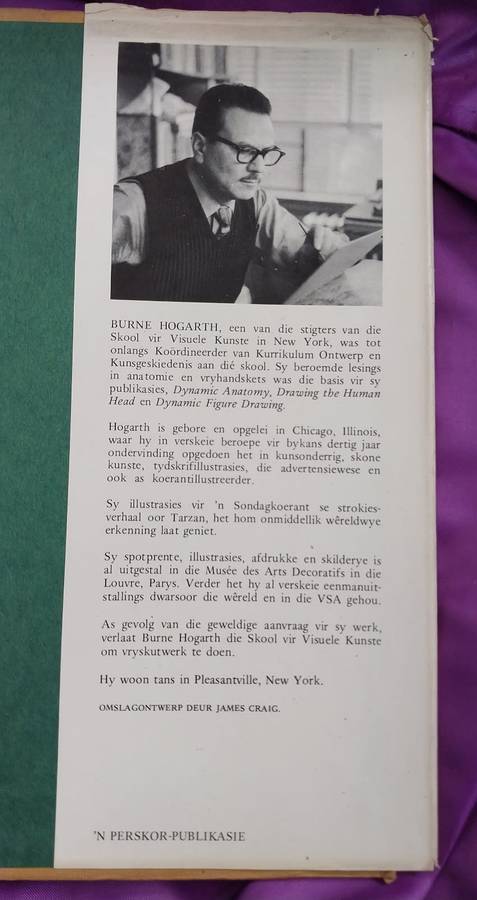 BURNE HOGARTH, een van die stigters van die
Skool vir Visuele Kunste in New York, was tot
onlangs Koördineerder van Kurrikulum Ontwerp en
Kunsgeskiedenis aan dié skool. Sy beroemde lesings
in anatomie en vryhandskets was die basis vir sy
publikasies, Dynamic Anatomy, Drawing the Human
Head en Dynamic Figure Drawing.
Hogarth is gebore en opgelei in Chicago, Illinois,
waar hy in verskeie beroepe vir bykans dertig jaar
ondervinding opgedoen het in kunsonderrig, skone
kunste, tydskrifillustrasies, die advertensiewese en
ook as koerantillustreerder.
Sy illustrasies vir 'n Sondagkoerant se strokies-
verhaal oor Tarzan, het hom onmiddellik wêreldwye
erkenning laat geniet.
Sy spotprente, illustrasies, afdrukke en skilderye is
al uitgestal in die Musée des Arts Decoratifs in die
Louvre, Parys. Verder het hy al verskeie eenmanuit-
stallings dwarsoor die wêreld en in die VSA gehou.
As gevolg van die geweldige aanvraag vir sy werk,
verlaat Burne Hogarth die Skool vir Visuele Kunste
om vryskutwerk te doen.
Hy woon tans in Pleasantville, New York.
OMSLAGONTWERP DEUR JAMES CRAIG.
'N PERSKOR-PUBLIKASIE